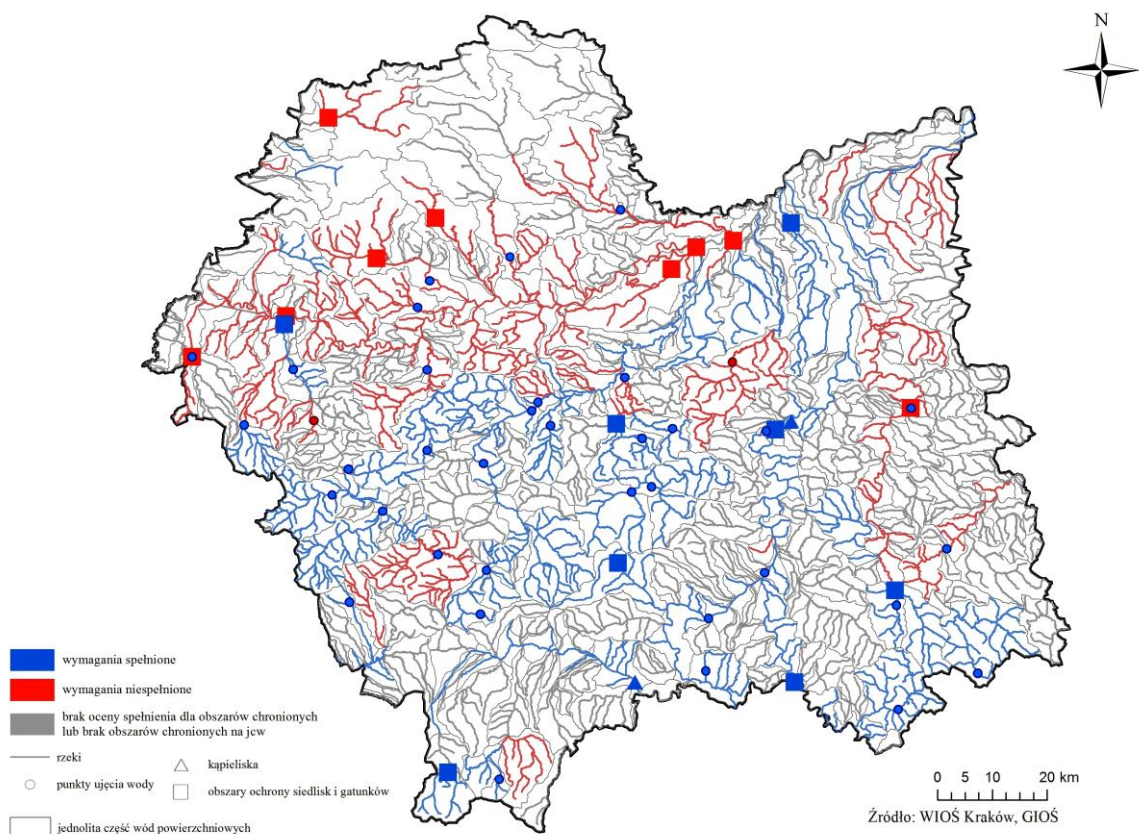 N
wymagania spełnione
wymagania niespełnione
brak oceny spełnienia dla obszarów chronionych
lub brak obszarów chronionych na jcw
rzeki
kąpieliska
punkty ujęcia wody
obszary ochrony siedlisk i gatunków
jednolita część wód powierzchniowych
0 5 10 20 km
Źródło: WIOŚ Kraków, GIOŚ